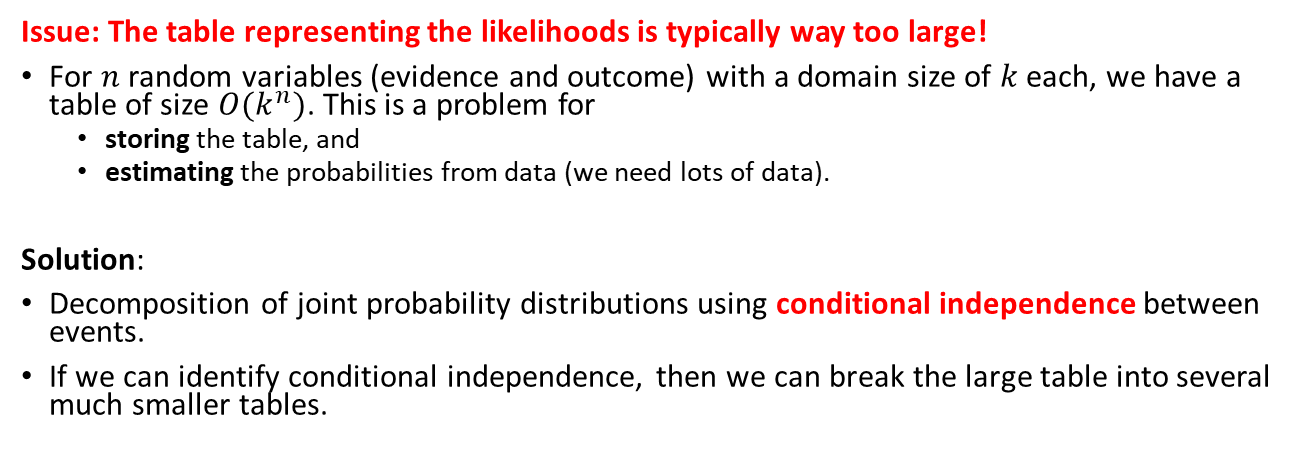 Issue: The table representing the likelihoods is typically way too large!
• For n random variables (evidence and outcome) with a domain size of k each, we have a
table of size O(kⁿ). This is a problem for
• storing the table, and
• estimating the probabilities from data (we need lots of data).
Solution:
• Decomposition of joint probability distributions using conditional independence between
events.
• If we can identify conditional independence, then we can break the large table into several
much smaller tables.